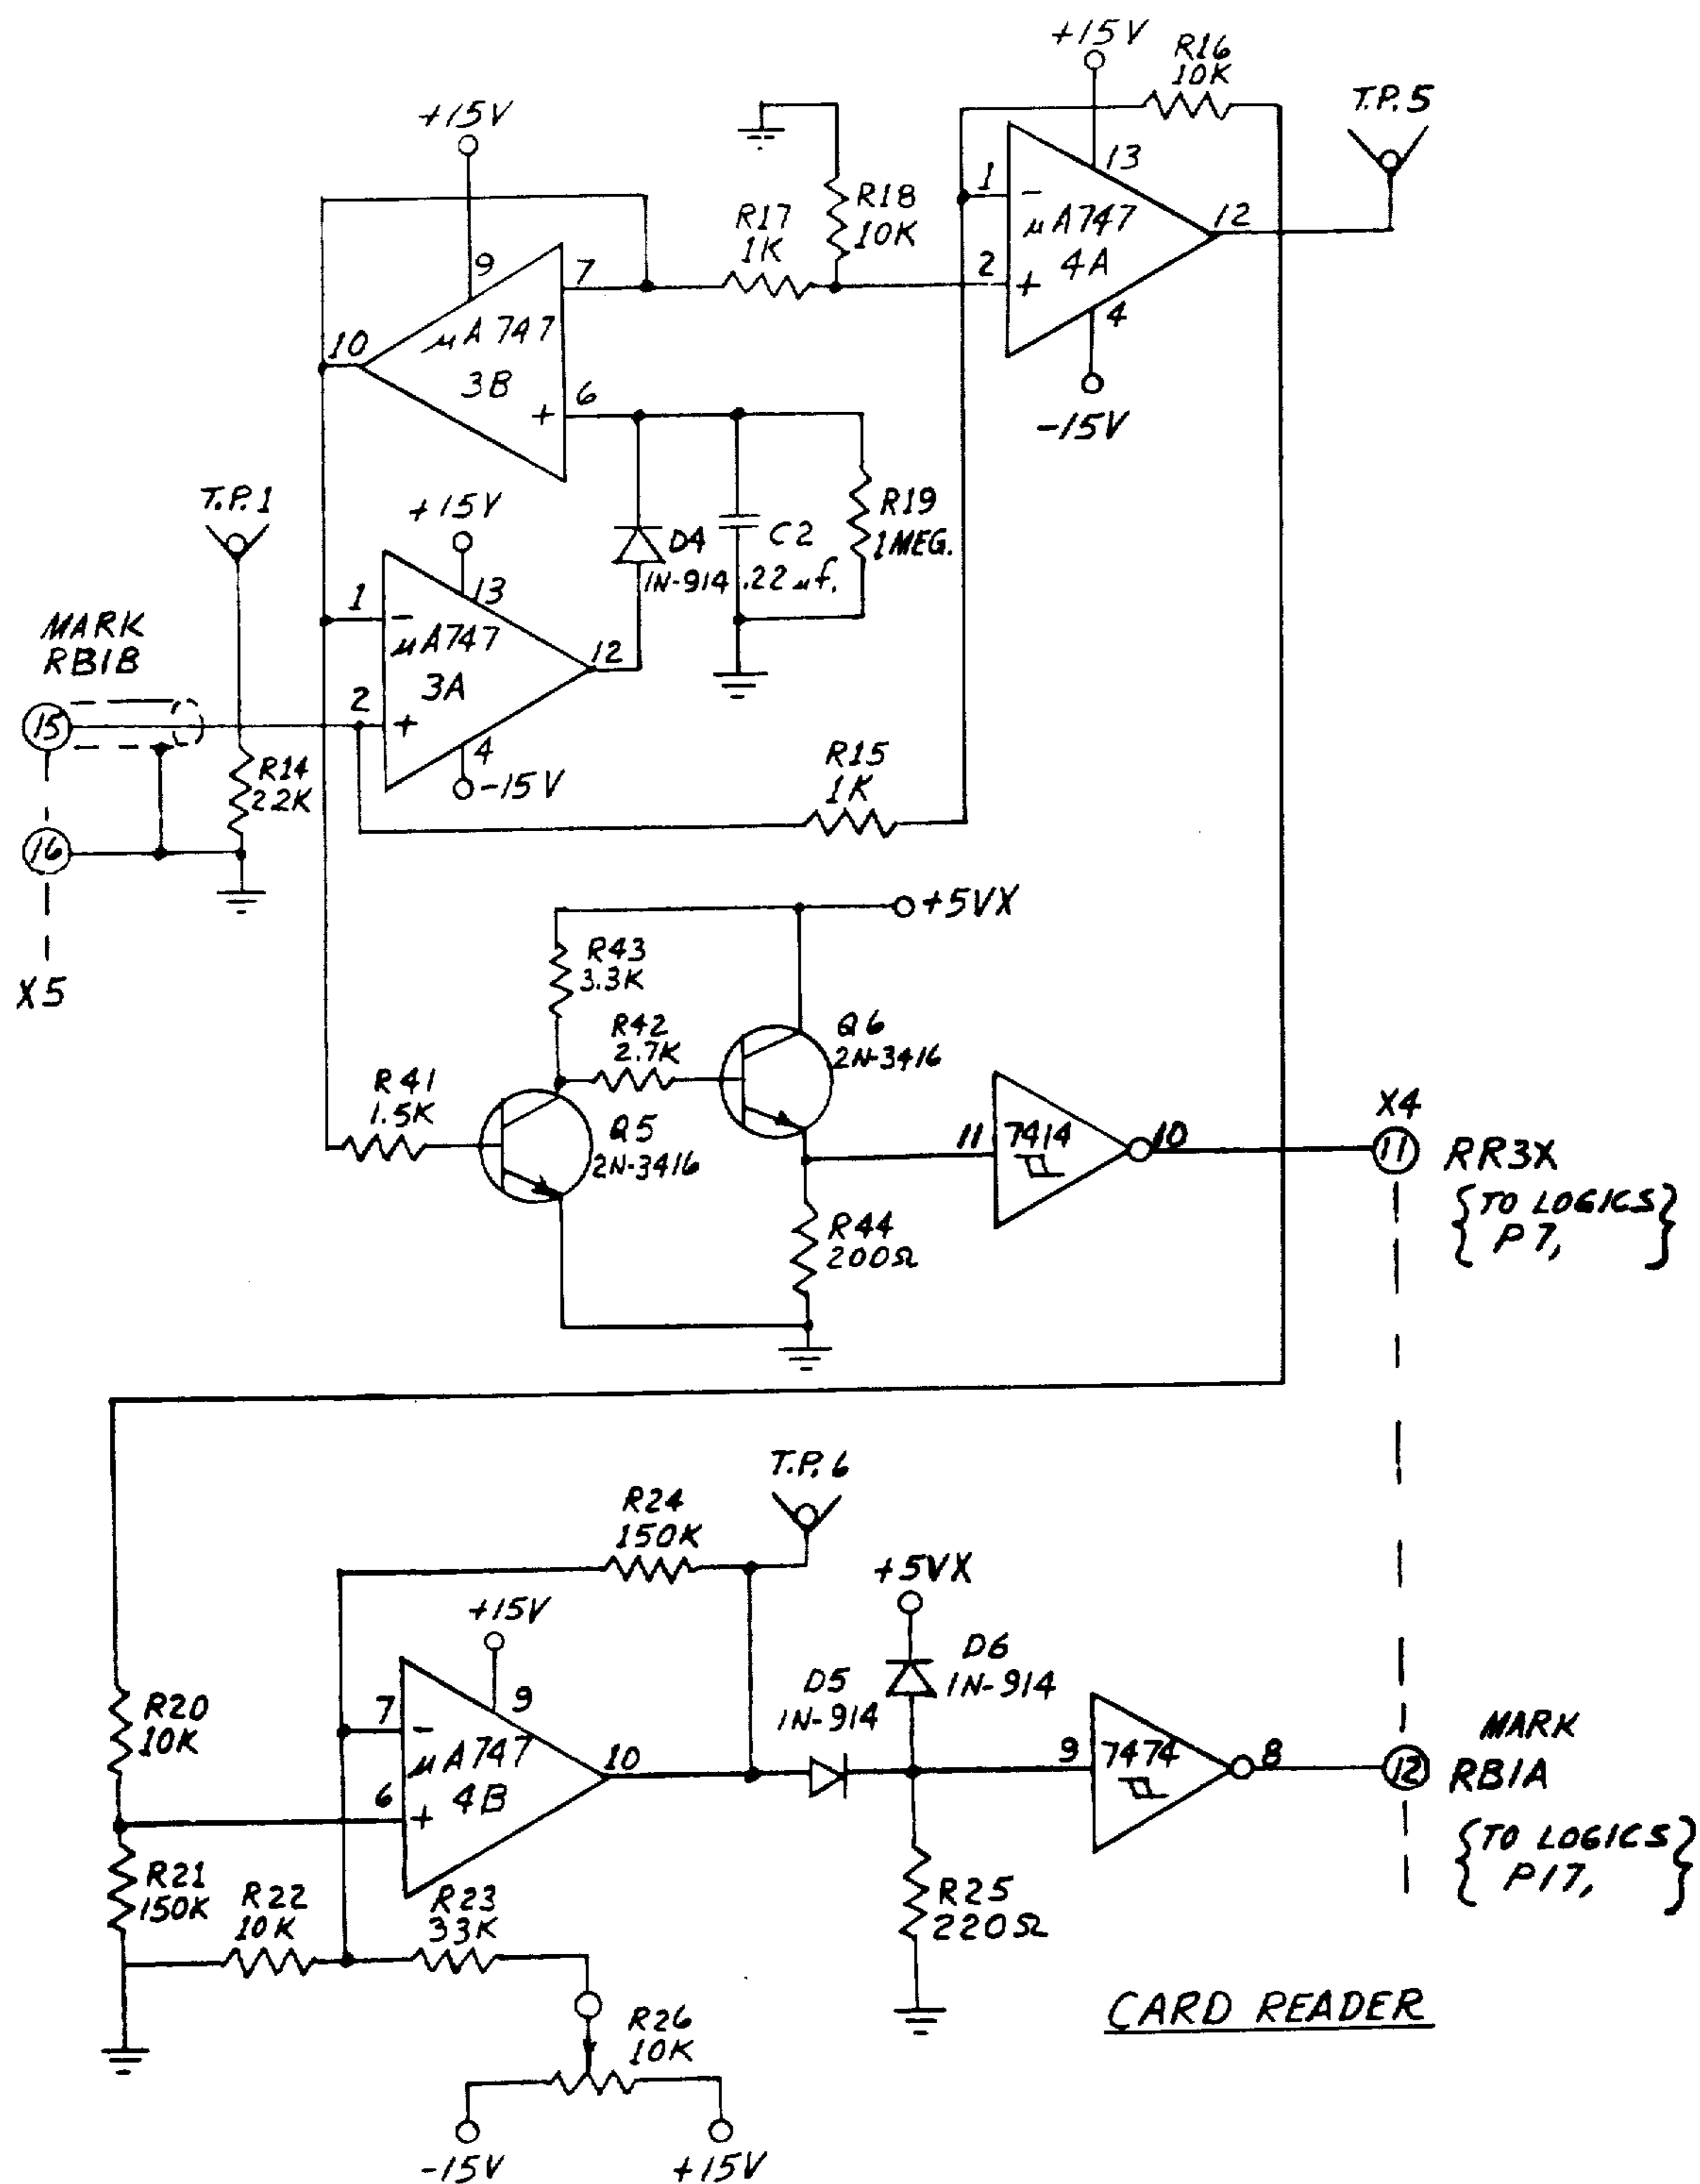 +15V
R16
10K
T.P.5
+15V
13
1
-
R18
10K
R17
1K
µA747
4A
12
9
7
2
+
4
µA747
3B
10
6
+
-15V
T.P.1
+15V
R19
1MEG.
D4
1N-914
C2
.22µf.
13
1
-
MARK
RB1B
µA747
3A
12
2
+
15
4
-15V
R14
22K
R15
1K
16
+5VX
X5
R43
3.3K
R42
2.7K
Q6
2N-3416
R41
1.5K
Q5
2N-3416
11
7414
10
X4
11
RR3X
{TO LOGICS}
P7,
R44
200Ω
T.P.6
R24
150K
+5VX
+15V
D6
1N-914
D5
1N-914
R20
10K
7
-
9
µA747
4B
10
6
+
9
7474
8
12
MARK
RB1A
{TO LOGICS}
P17,
R21
150K
R22
10K
R23
33K
R25
220Ω
R26
10K
CARD READER
-15V
+15V